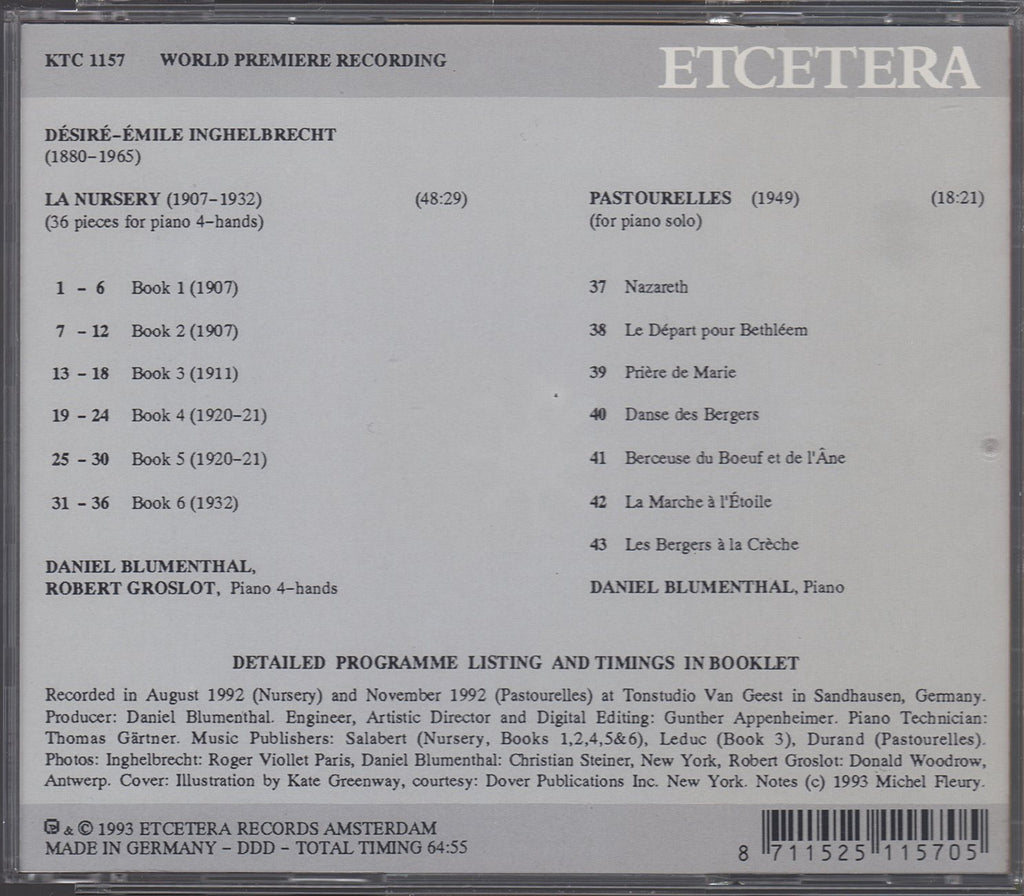 KTC 1157 WORLD PREMIERE RECORDING
ETCETERA
DÉSIRÉ-ÉMILE INGHELBRECHT
(1880-1965)
LA NURSERY (1907-1932) (48:29)
(36 pieces for piano 4-hands)
1 - 6 Book 1 (1907)
7 - 12 Book 2 (1907)
13 - 18 Book 3 (1911)
19 - 24 Book 4 (1920-21)
25 - 30 Book 5 (1920-21)
31 - 36 Book 6 (1932)
DANIEL BLUMENTHAL,
ROBERT GROSLOT, Piano 4-hands
PASTOURELLES (1949) (18:21)
(for piano solo)
37 Nazareth
38 Le Départ pour Bethléem
39 Prière de Marie
40 Danse des Bergers
41 Berceuse du Boeuf et de l'Âne
42 La Marche à l'Étoile
43 Les Bergers à la Crèche
DANIEL BLUMENTHAL, Piano
DETAILED PROGRAMME LISTING AND TIMINGS IN BOOKLET
Recorded in August 1992 (Nursery) and November 1992 (Pastourelles) at Tonstudio Van Geest in Sandhausen, Germany.
Producer: Daniel Blumenthal. Engineer, Artistic Director and Digital Editing: Gunther Appenheimer. Piano Technician:
Thomas Gärtner. Music Publishers: Salabert (Nursery, Books 1,2,4,5&6), Leduc (Book 3), Durand (Pastourelles).
Photos: Inghelbrecht: Roger Viollet Paris, Daniel Blumenthal: Christian Steiner, New York, Robert Groslot: Donald Woodrow,
Antwerp. Cover: Illustration by Kate Greenway, courtesy: Dover Publications Inc. New York. Notes (c) 1993 Michel Fleury.
℗ & © 1993 ETCETERA RECORDS AMSTERDAM
MADE IN GERMANY - DDD - TOTAL TIMING 64:55
8 711525 115705